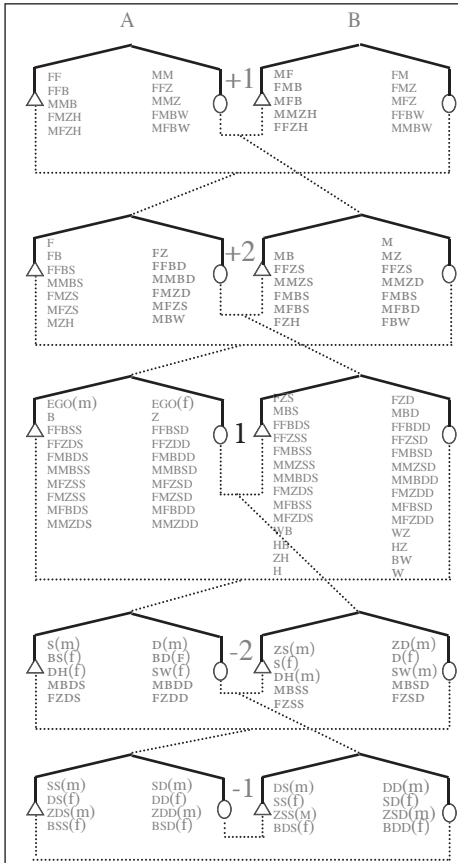 A
B
FF
FFB
MMB
FMZH
MFZH
MM
FFZ
MMZ
FMBW
MFBW
+1
MF
FMB
MFB
MMZH
FFZH
FM
FMZ
MFZ
FFBW
MMBW
F
FB
FFBS
MMBS
FMZS
MFZS
MZH
FZ
FFBD
MMBD
FMZD
MFZS
MBW
+2
MB
FFZS
MMZS
FMBS
MFBS
FZH
M
MZ
FFZS
MMZD
FMBS
MFBD
FBW
EGO(m)
B
FFBSS
FFZDS
FMBDS
MMBSS
MFZSS
FMZSS
MFBDS
MMZDS
EGO(f)
Z
FFBSD
FFZDD
FMBDD
MMBSD
MFZSD
FMZSD
MFBDD
MMZDD
1
FZS
MBS
FFBDS
FFZSS
FMBSS
MMZSS
MMBDS
FMZDS
MFBSS
MFZDS
WB
HB
ZH
H
FZD
MBD
FFBDD
FFZSD
FMBSD
MMZSD
MMBDD
FMZDD
MFBSD
MFZDD
WZ
HZ
BW
W
S(m)
BS(f)
DH(f)
MBDS
FZDS
D(m)
BD(F)
SW(f)
MBDD
FZDD
-2
ZS(m)
S(f)
DH(m)
MBSS
FZSS
ZD(m)
D(f)
SW(m)
MBSD
FZSD
SS(m)
DS(f)
ZDS(m)
BSS(f)
SD(m)
DD(f)
ZDD(m)
BSD(f)
-1
DS(m)
SS(f)
ZSS(M)
BDS(f)
DD(m)
SD(f)
ZSD(m)
BDD(f)